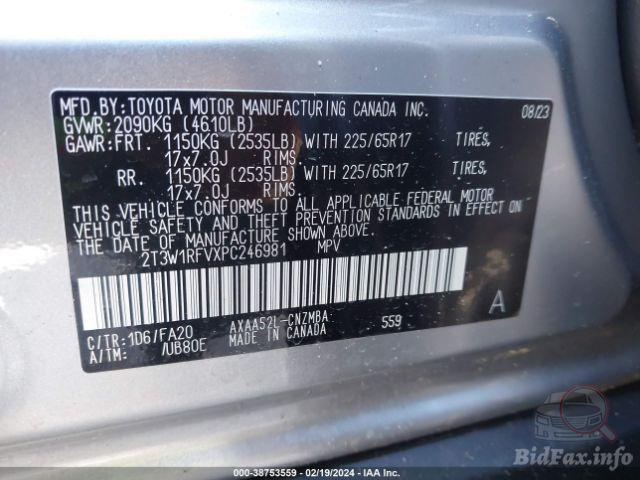 MFD.BY:TOYOTA MOTOR MANUFACTURING CANADA INC. 08/23
GVWR:2090KG (4610LB)
GAWR:FRT. 1150KG (2535LB) WITH 225/65R17 TIRES,
17x7.0J RIMS
RR. 1150KG (2535LB) WITH 225/65R17 TIRES,
17x7.0J RIMS
THIS VEHICLE CONFORMS TO ALL APPLICABLE FEDERAL MOTOR
VEHICLE SAFETY AND THEFT PREVENTION STANDARDS IN EFFECT ON
THE DATE OF MANUFACTURE SHOWN ABOVE.
2T3W1RFVXPC246981 MPV
C/TR:1D6/FA20 AXAA52L-CNZMBA 559 A
A/TM: /UB80E MADE IN CANADA
BidFax.info
000-38753559 - 02/19/2024 - IAA Inc.